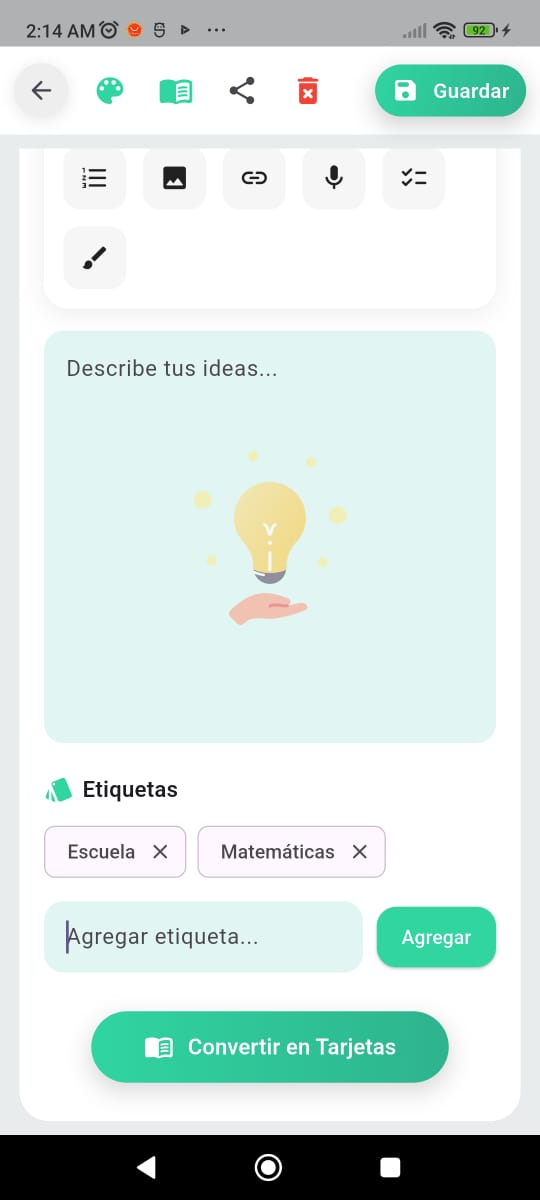 2:14 AM
92
Guardar
Describe tus ideas...
Etiquetas
Escuela
Matemáticas
Agregar etiqueta...
Agregar
Convertir en Tarjetas